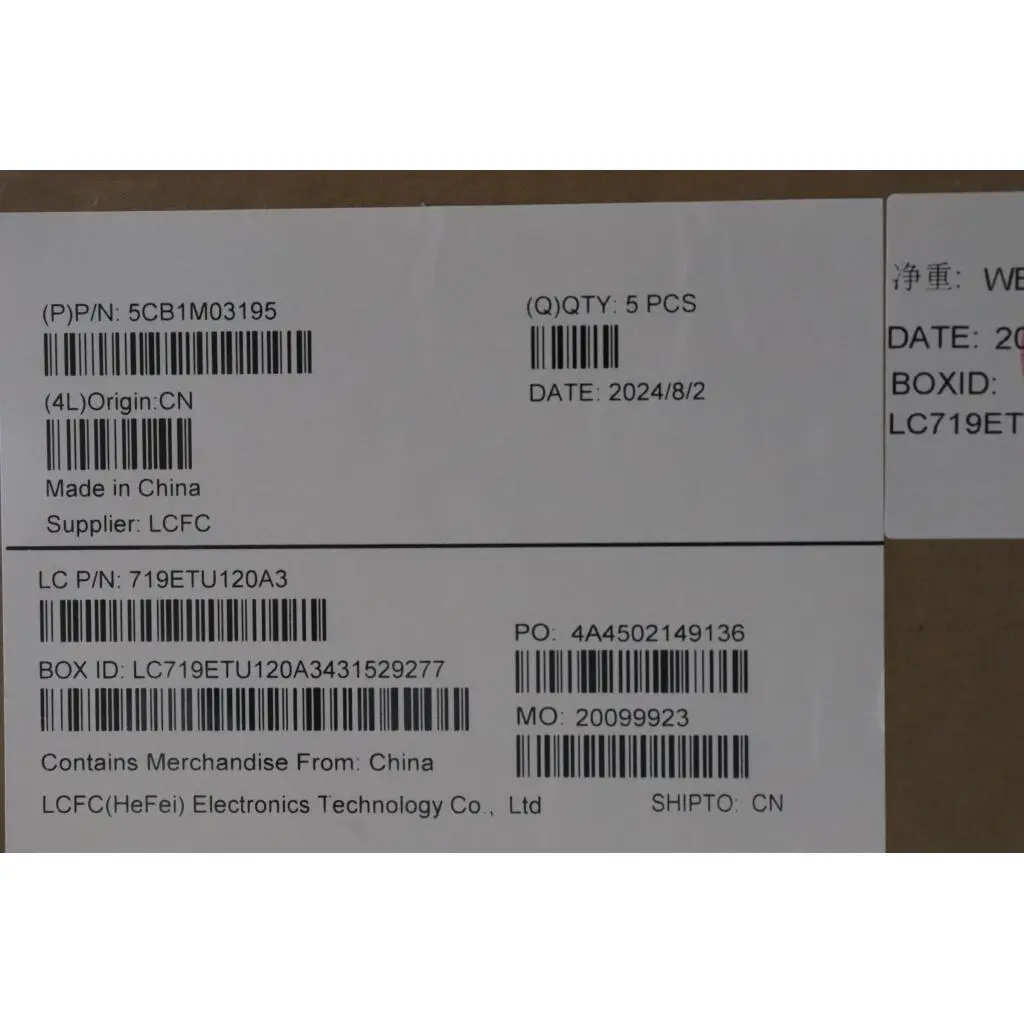 (P)P/N: 5CB1M03195
(Q)QTY: 5 PCS
DATE: 2024/8/2
(4L)Origin:CN
Made in China
Supplier: LCFC
LC P/N: 719ETU120A3
BOX ID: LC719ETU120A3431529277
PO: 4A4502149136
MO: 20099923
Contains Merchandise From: China
LCFC(HeFei) Electronics Technology Co., Ltd
SHIPTO: CN
净重: WE
DATE: 20
BOXID:
LC719ET